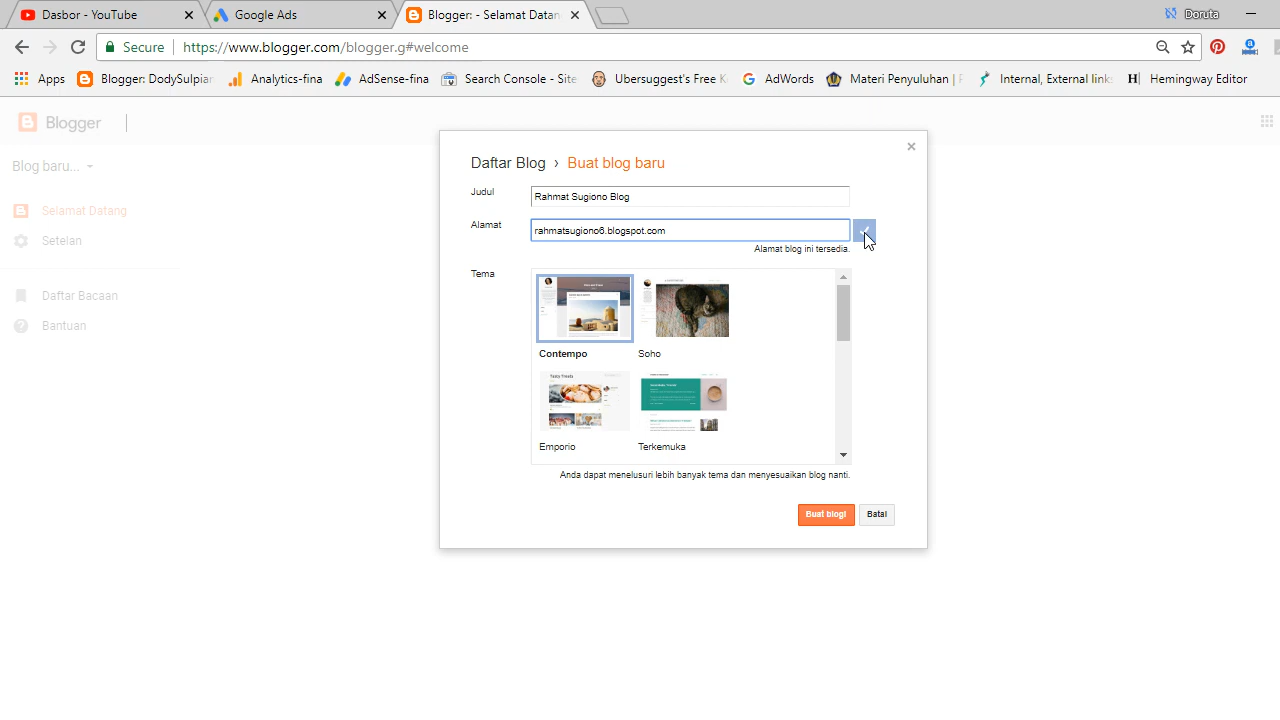 Dasbor - YouTube
Google Ads
Blogger: - Selamat Datan
Doruta
Secure
https://www.blogger.com/blogger.g#welcome
Apps
Blogger: DodySulpian
Analytics-fina
AdSense-fina
Search Console - Site
Ubersuggest's Free K
AdWords
Materi Penyuluhan |
Internal, External links
Hemingway Editor
Blogger
Blog baru...
Selamat Datang
Setelan
Daftar Bacaan
Bantuan
Daftar Blog › Buat blog baru
Judul
Rahmat Sugiono Blog
Alamat
rahmatsugiono6.blogspot.com
Alamat blog ini tersedia.
Tema
Contempo
Soho
Emporio
Terkemuka
Anda dapat menelusuri lebih banyak tema dan menyesuaikan blog nanti.
Buat blog!
Batal